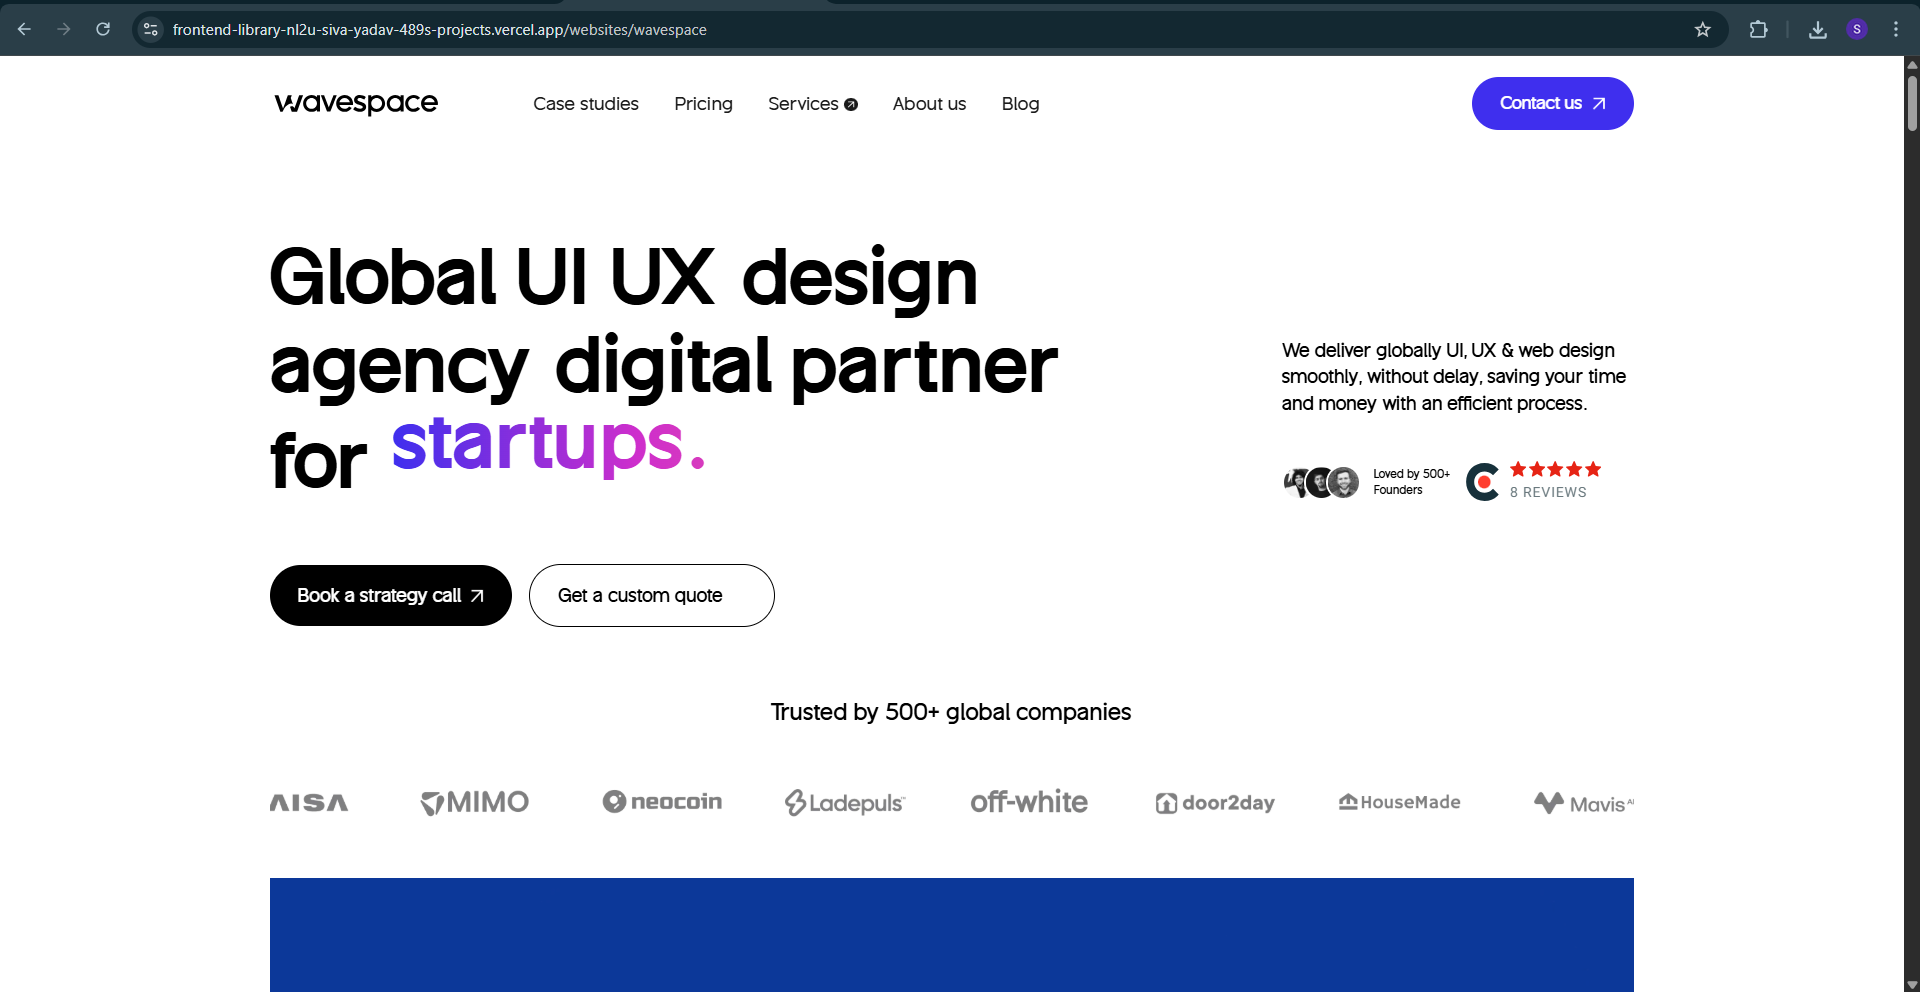 frontend-library-nl2u-siva-yadav-489s-projects.vercel.app/websites/wavespace
S
wavespace
Case studies
Pricing
Services
About us
Blog
Contact us
Global UI UX design
agency digital partner
for startups.
We deliver globally UI, UX & web design
smoothly, without delay, saving your time
and money with an efficient process.
Loved by 500+
Founders
8 REVIEWS
Book a strategy call
Get a custom quote
Trusted by 500+ global companies
AISA
MIMO
neocoin
Ladepuls™
off-white
door2day
HouseMade
Mavis AI